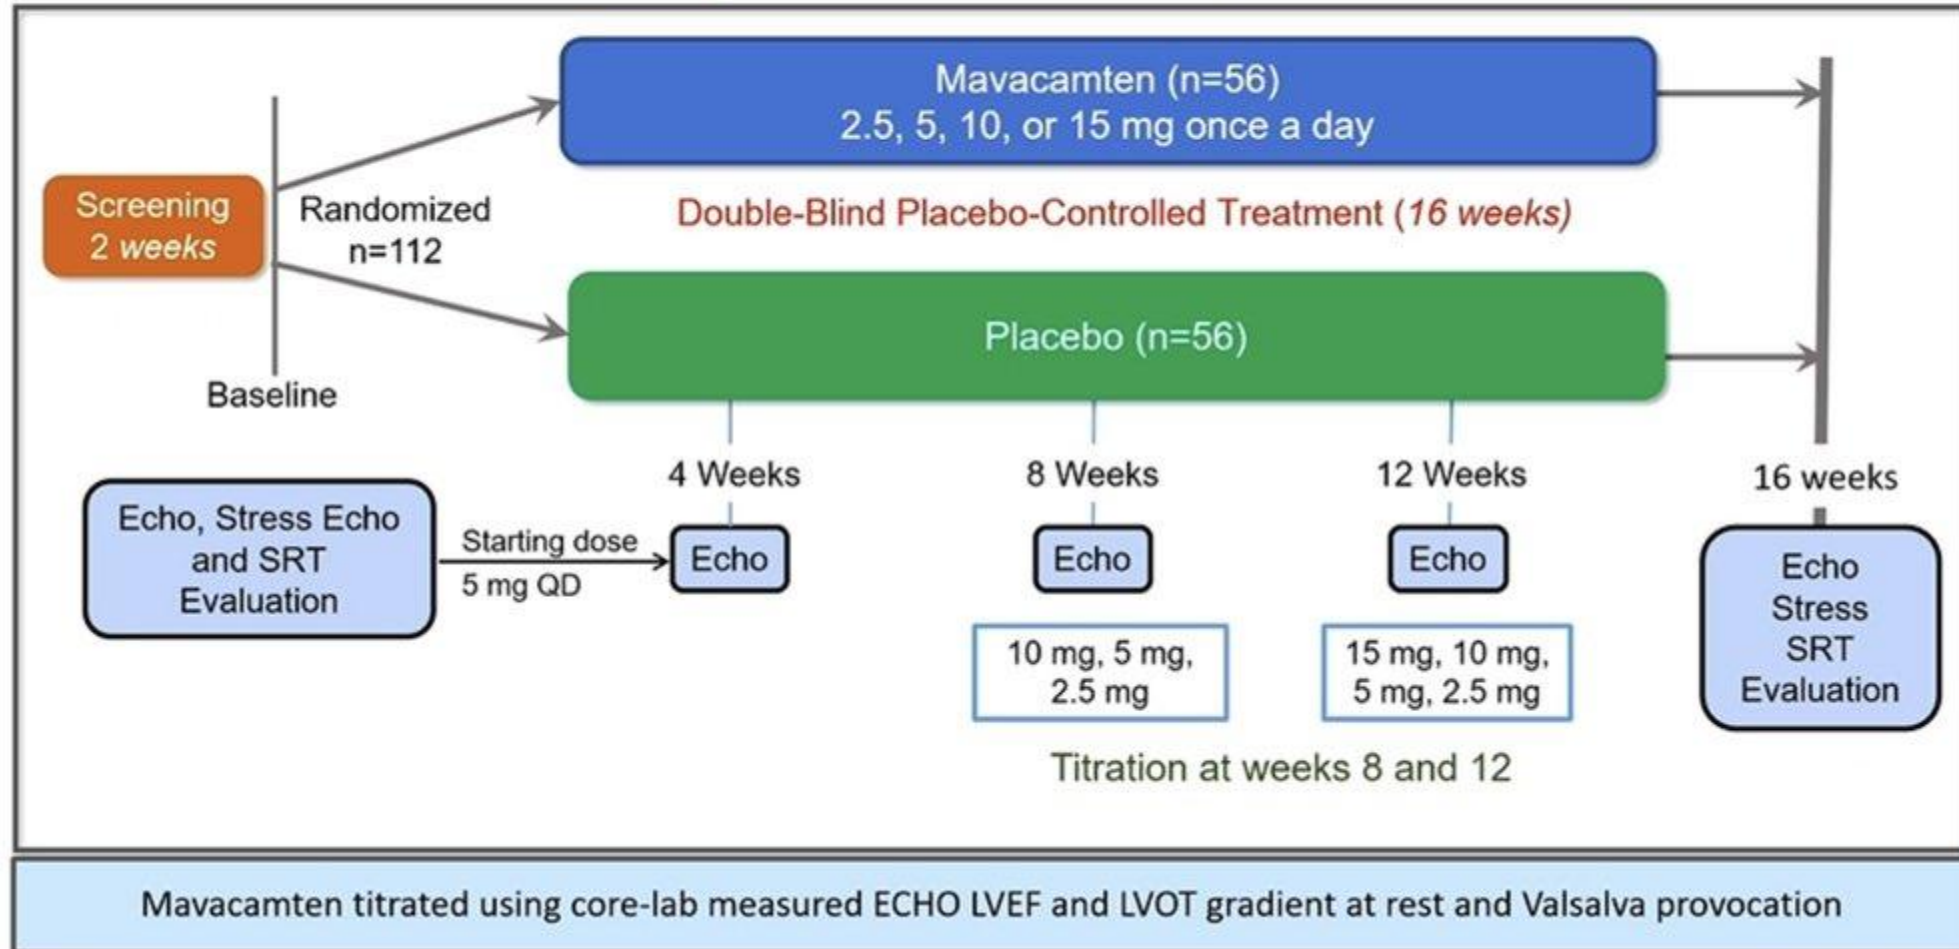 Mavacamten (n=56)
2.5, 5, 10, or 15 mg once a day
Screening
2 weeks
Randomized
n=112
Double-Blind Placebo-Controlled Treatment (16 weeks)
Placebo (n=56)
Baseline
4 Weeks
8 Weeks
12 Weeks
16 weeks
Echo, Stress Echo
and SRT
Evaluation
Starting dose
5 mg QD
Echo
Echo
Echo
Echo
Stress
SRT
Evaluation
10 mg, 5 mg,
2.5 mg
15 mg, 10 mg,
5 mg, 2.5 mg
Titration at weeks 8 and 12
Mavacamten titrated using core-lab measured ECHO LVEF and LVOT gradient at rest and Valsalva provocation